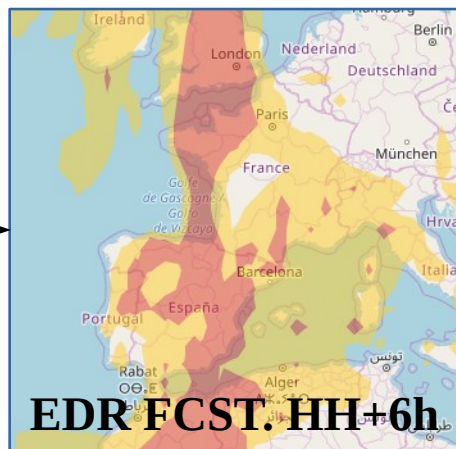 Hamburg
Ireland
Berlin
London
Nederland
Deutschland
Paris
München
France
Golfe
de Gascogne /
Golfo
de Vizcaya
Hrva
Barcelona
Italia
España
Portugal
تونس
Rabat
Alger
EDR FCST. HH+6h